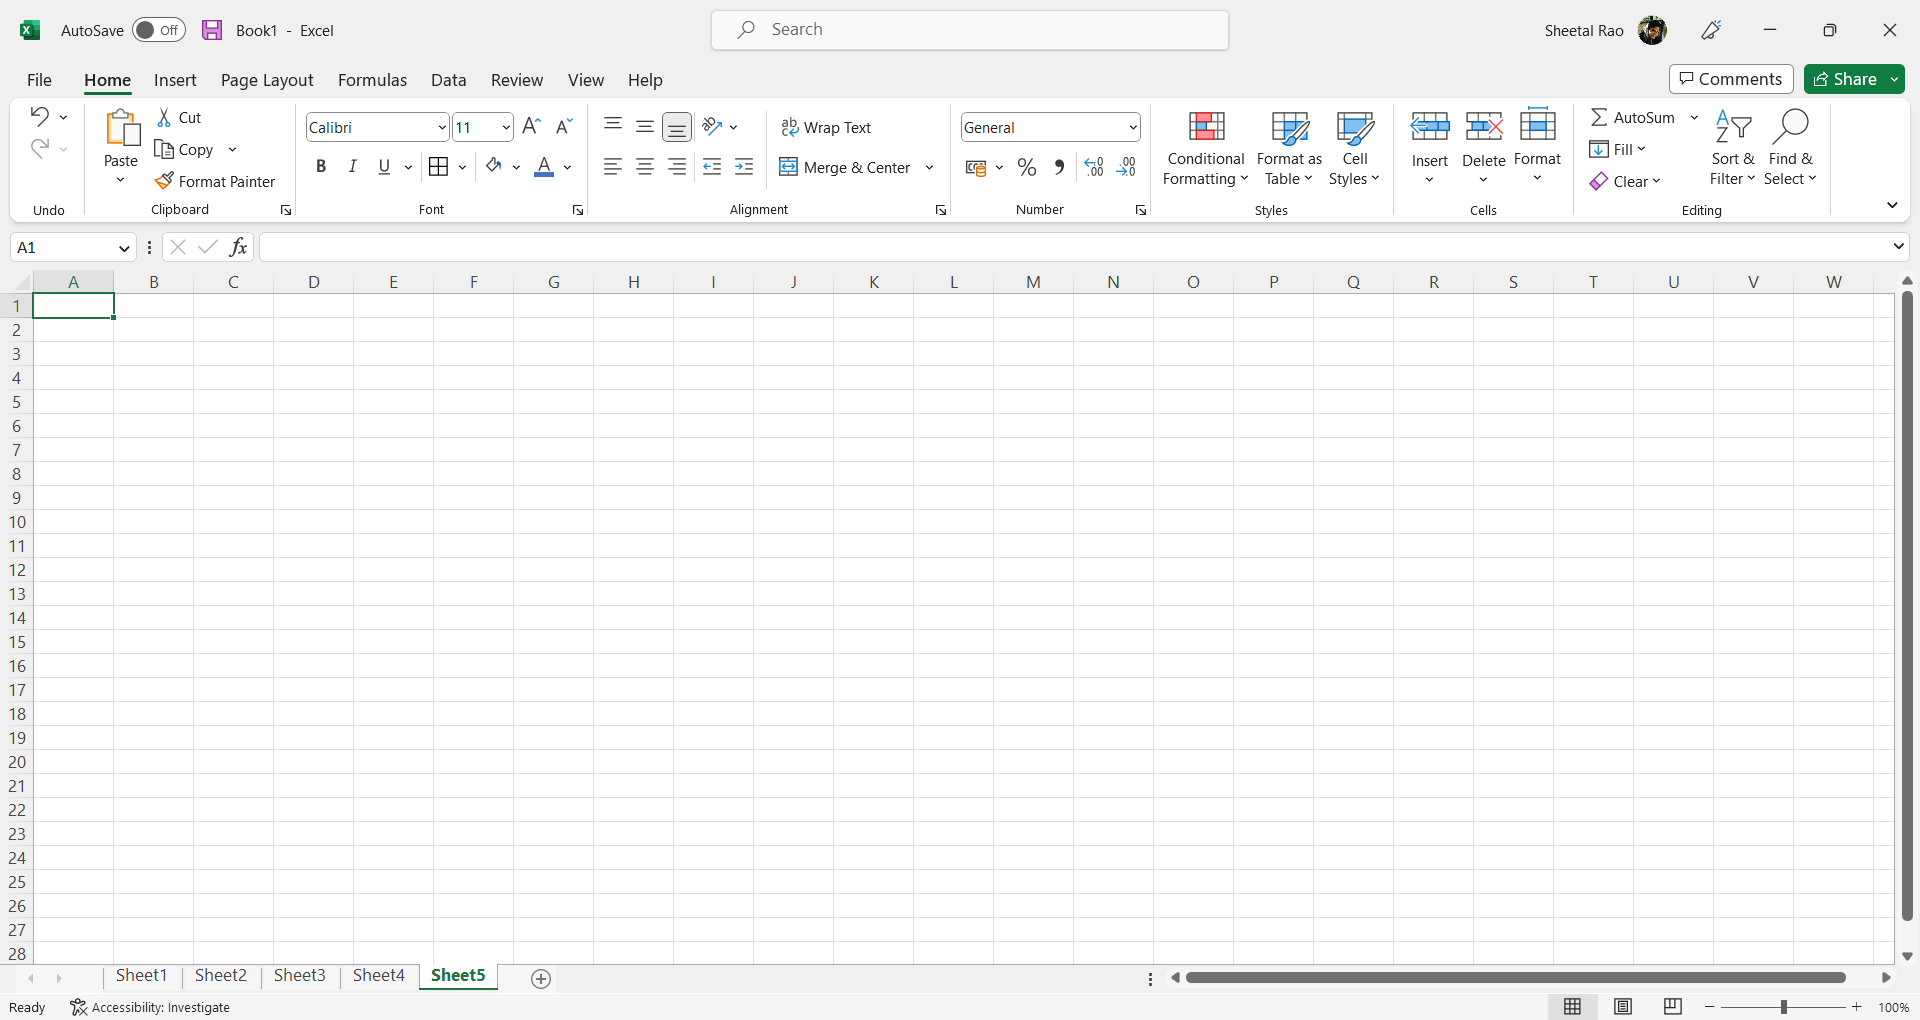 AutoSave Off Book1 - Excel Search Sheetal Rao
File Home Insert Page Layout Formulas Data Review View Help Comments Share
Paste Cut Copy Format Painter
Undo Clipboard
Calibri 11
B I U A
Font
ab Wrap Text
Merge & Center
Alignment
General
% , .00 .00
Number
Conditional Formatting Format as Table Cell Styles
Styles
Insert Delete Format
Cells
AutoSum Fill Clear Sort & Filter Find & Select
Editing
A1 fx
A B C D E F G H I J K L M N O P Q R S T U V W
1
2
3
4
5
6
7
8
9
10
11
12
13
14
15
16
17
18
19
20
21
22
23
24
25
26
27
28
Sheet1 Sheet2 Sheet3 Sheet4 Sheet5
Ready Accessibility: Investigate 100%